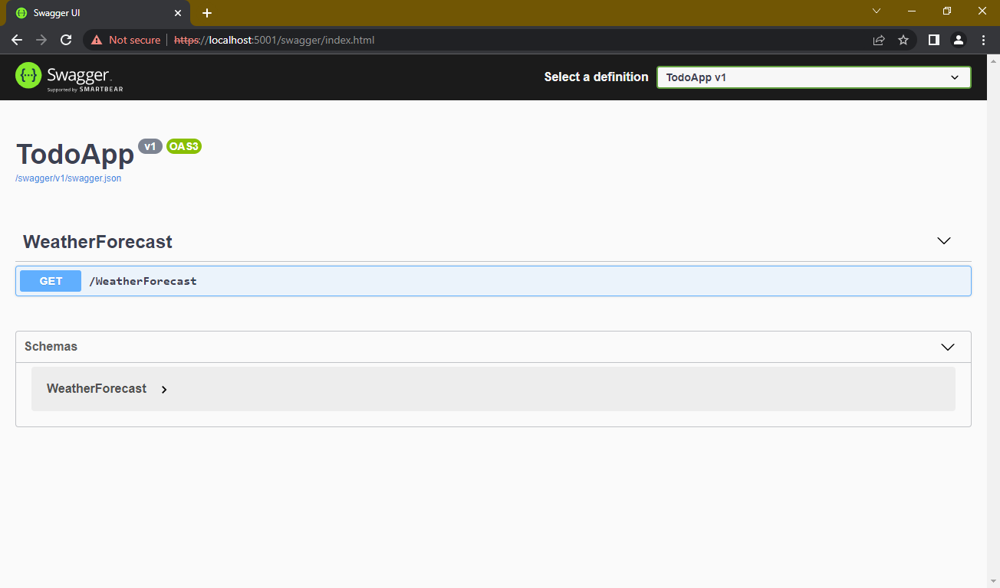 Swagger UI
Not secure https://localhost:5001/swagger/index.html
{···} Swagger™
Supported by SMARTBEAR
Select a definition
TodoApp v1
TodoApp v1 OAS3
/swagger/v1/swagger.json
WeatherForecast
GET /WeatherForecast
Schemas
WeatherForecast